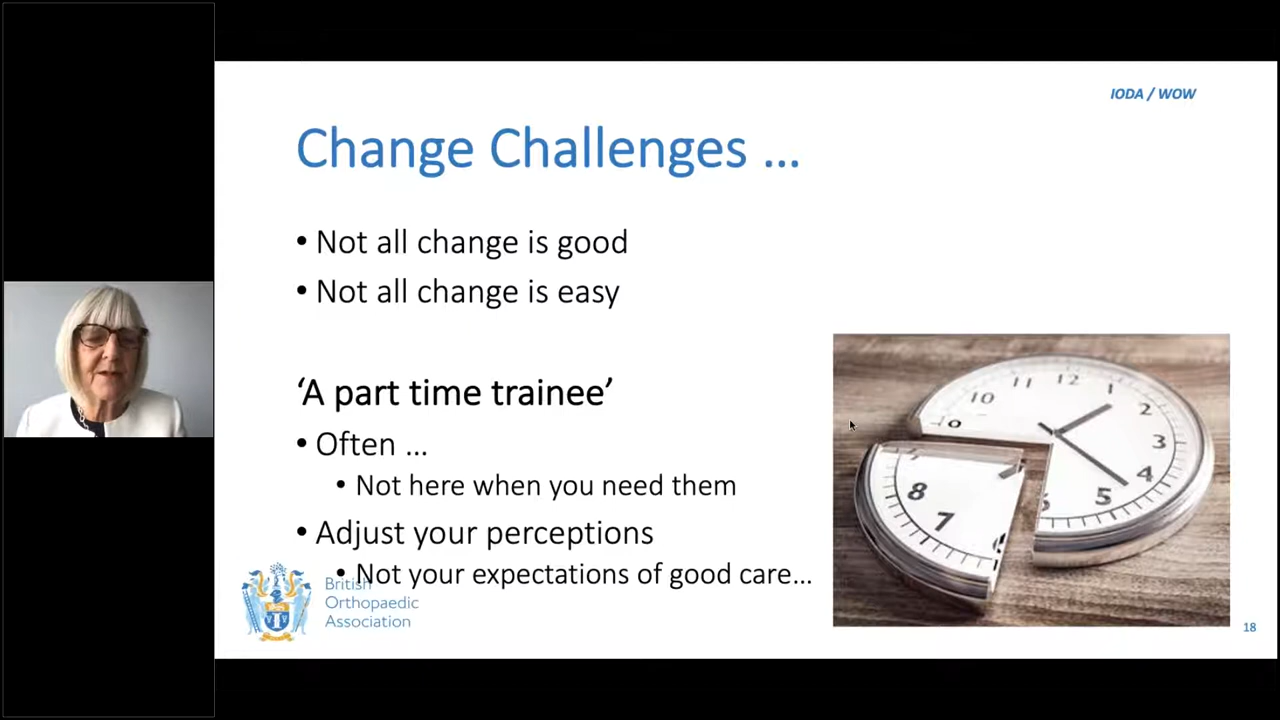 IODA / WOW
Change Challenges ...
• Not all change is good
• Not all change is easy
‘A part time trainee’
• Often ...
• Not here when you need them
• Adjust your perceptions
• Not your expectations of good care...
British
Orthopaedic
Association
10
11
12
1
2
3
4
5
6
7
8
18